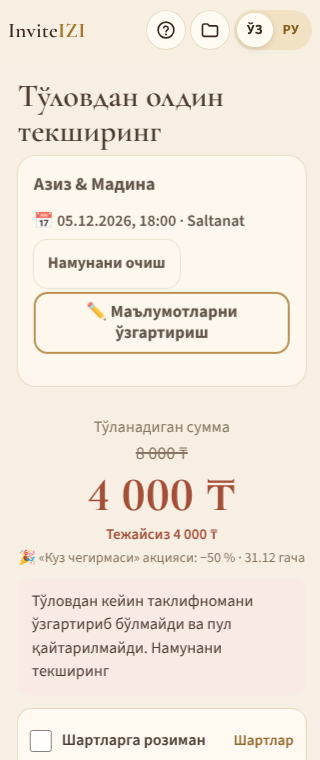 InviteIZI ЎЗ РУ
Тўловдан олдин
текширинг
Азиз & Мадина
📅 05.12.2026, 18:00 · Saltanat
Намунани очиш
✏️ Маълумотларни
ўзгартириш
Тўланадиган сумма
8 000 ₸
4 000 ₸
Тежайсиз 4 000 ₸
🎉 «Куз чегирмаси» акцияси: −50 % · 31.12 гача
Тўловдан кейин таклифномани
ўзгартириб бўлмайди ва пул
қайтарилмайди. Намунани
текширинг
Шартларга розиман Шартлар